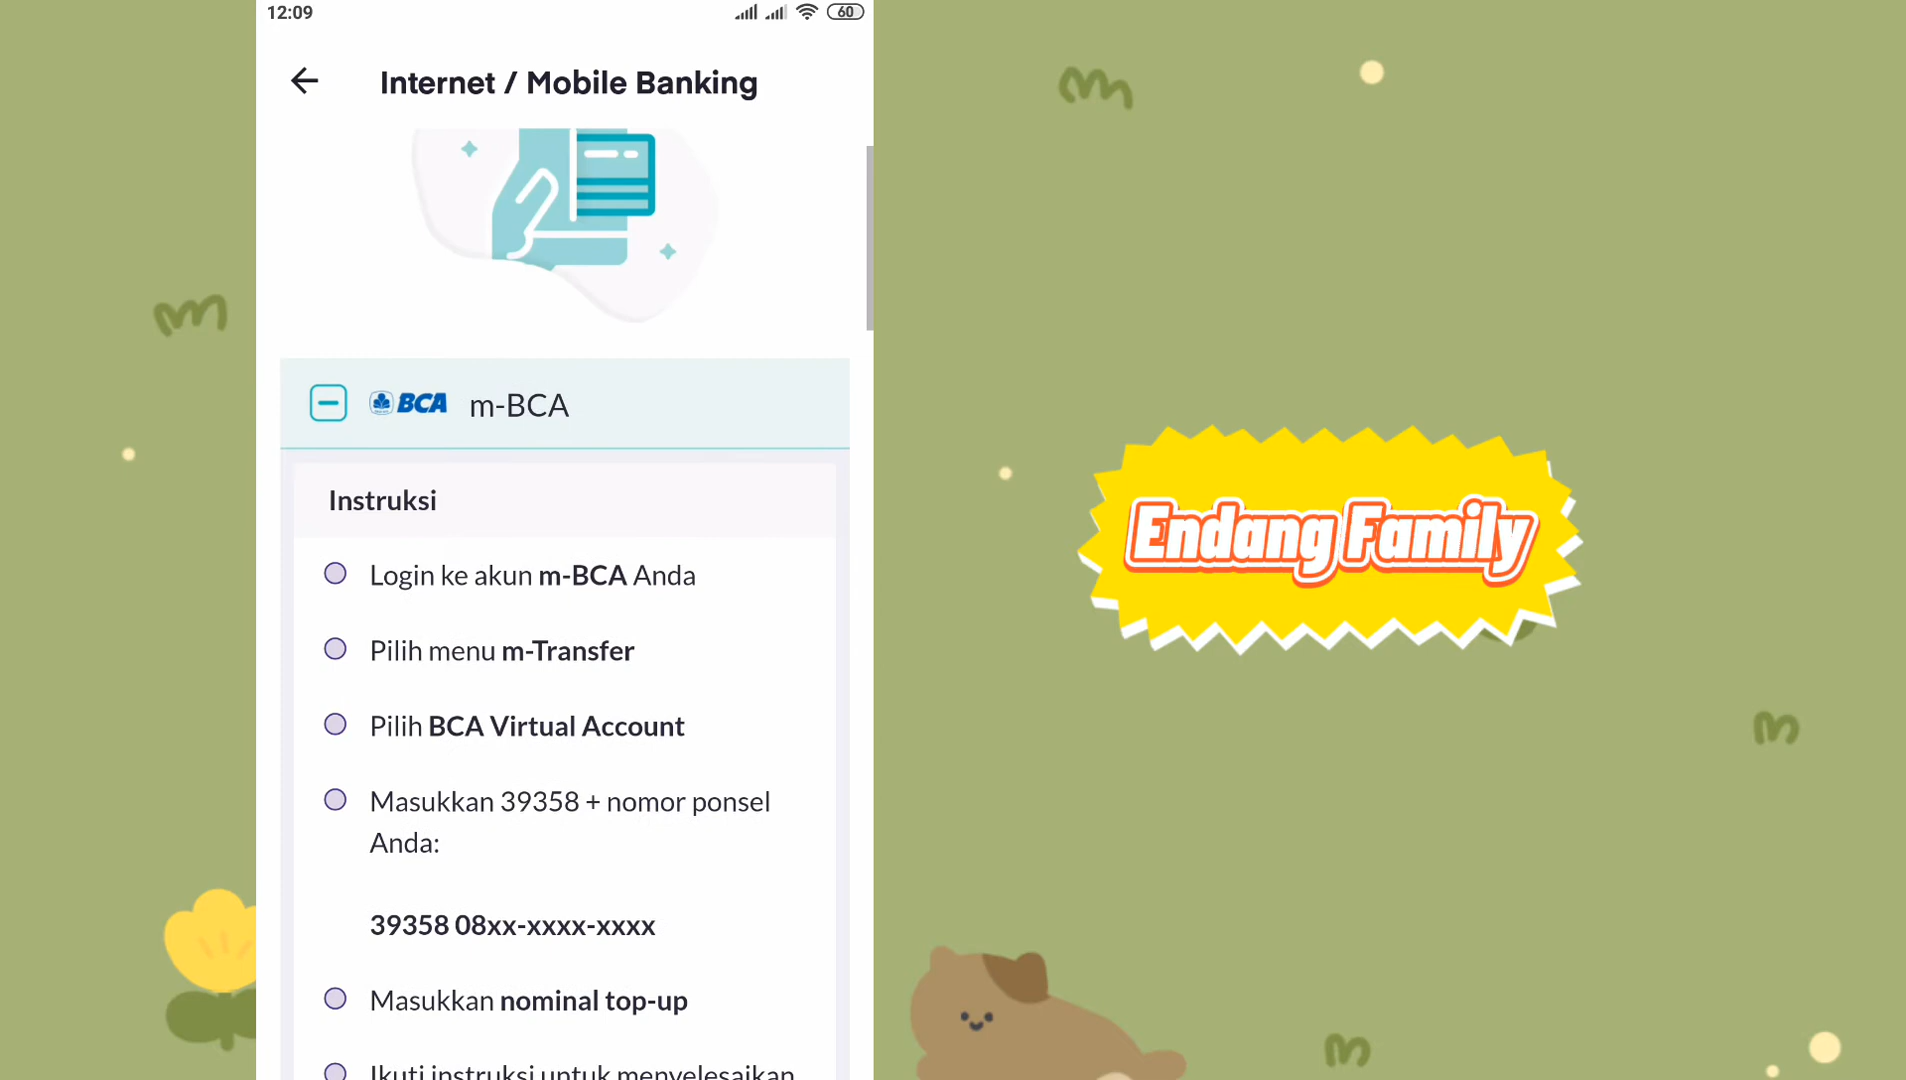 12:09
60
Internet / Mobile Banking
BCA m-BCA
Instruksi
Login ke akun m-BCA Anda
Pilih menu m-Transfer
Pilih BCA Virtual Account
Masukkan 39358 + nomor ponsel
Anda:
39358 08xx-xxxx-xxxx
Masukkan nominal top-up
Ikuti instruksi untuk menyelesaikan
Endang Family